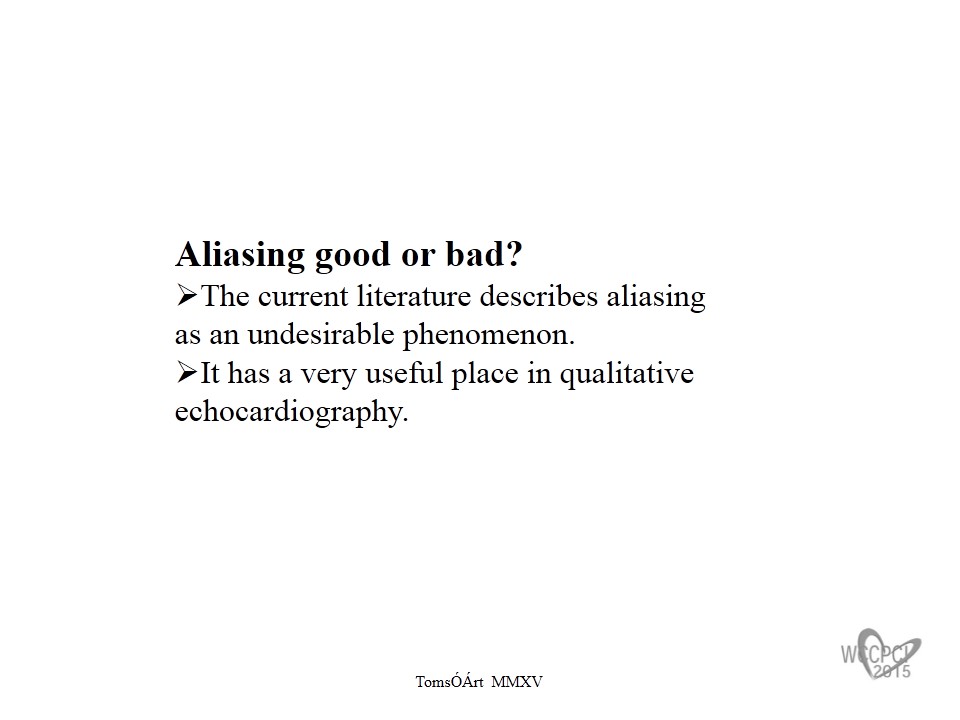 Aliasing good or bad?
➢The current literature describes aliasing
as an undesirable phenomenon.
➢It has a very useful place in qualitative
echocardiography.
TomsÓÁrt MMXV
WCCPCI
2015